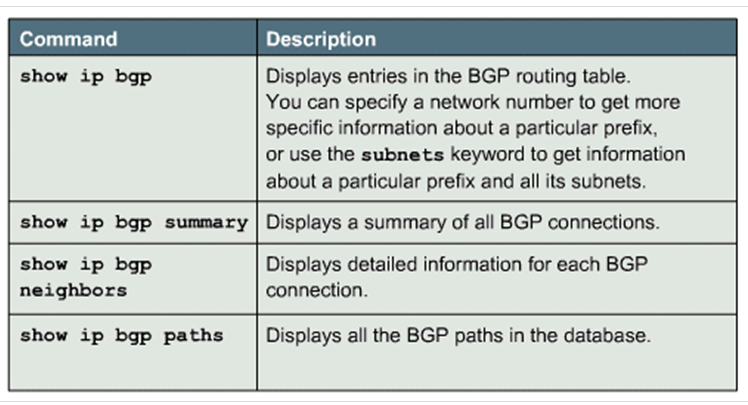 Command Description
show ip bgp Displays entries in the BGP routing table.
You can specify a network number to get more
specific information about a particular prefix,
or use the subnets keyword to get information
about a particular prefix and all its subnets.
show ip bgp summary Displays a summary of all BGP connections.
show ip bgp Displays detailed information for each BGP
neighbors connection.
show ip bgp paths Displays all the BGP paths in the database.